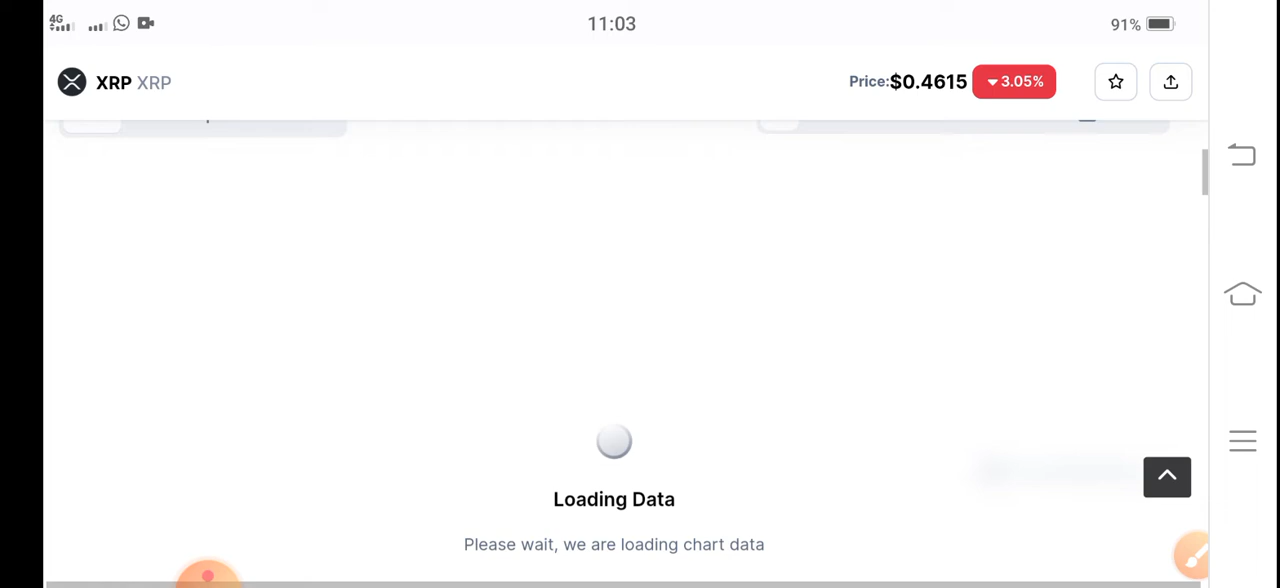 4G 11:03 91%
XRP XRP Price:$0.4615 3.05%
Loading Data
Please wait, we are loading chart data